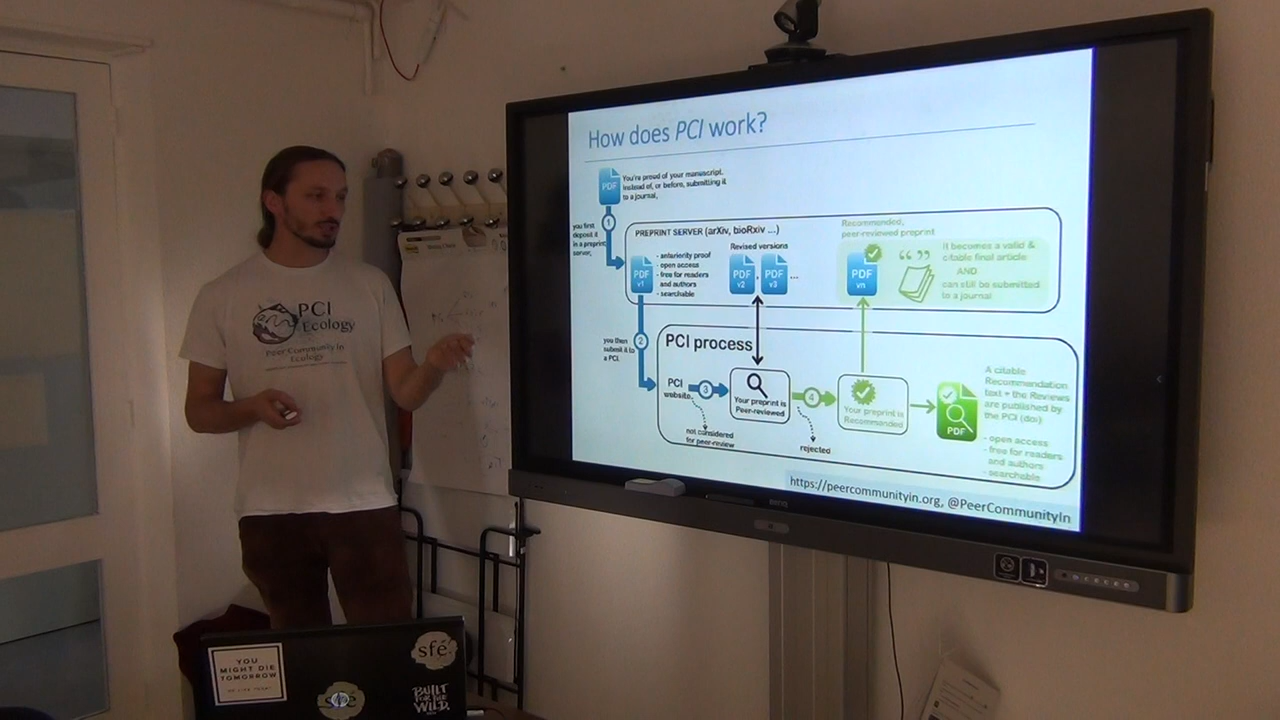 How does PCI work?
PDF
You're proud of your manuscript.
Instead of, or before, submitting it
to a journal,
1
you first
deposit it
in a preprint
server,
PREPRINT SERVER (arXiv, bioRxiv ...)
PDF
v1
- anteriority proof
- open access
- free for readers
and authors
- searchable
Revised versions
PDF
v2
PDF
v3
...
Recommended,
peer-reviewed preprint
PDF
vn
It becomes a valid &
citable final article
AND
can still be submitted
to a journal
2
you then
submit it to
a PCI.
PCI process
PCI
website.
3
Your preprint is
Peer-reviewed
4
Your preprint is
Recommended
PDF
A citable
Recommendation
text + the Reviews
are published by
the PCI (doi)
- open access
- free for readers
and authors
- searchable
not considered
for peer-review
rejected
https://peercommunityin.org, @PeerCommunityIn
BenQ
PCI
Ecology
Peer Community In
Ecology
YOU
MIGHT DIE
TOMORROW
SO LIVE TODAY
sfé
BUILT
FOR THE
WILD.